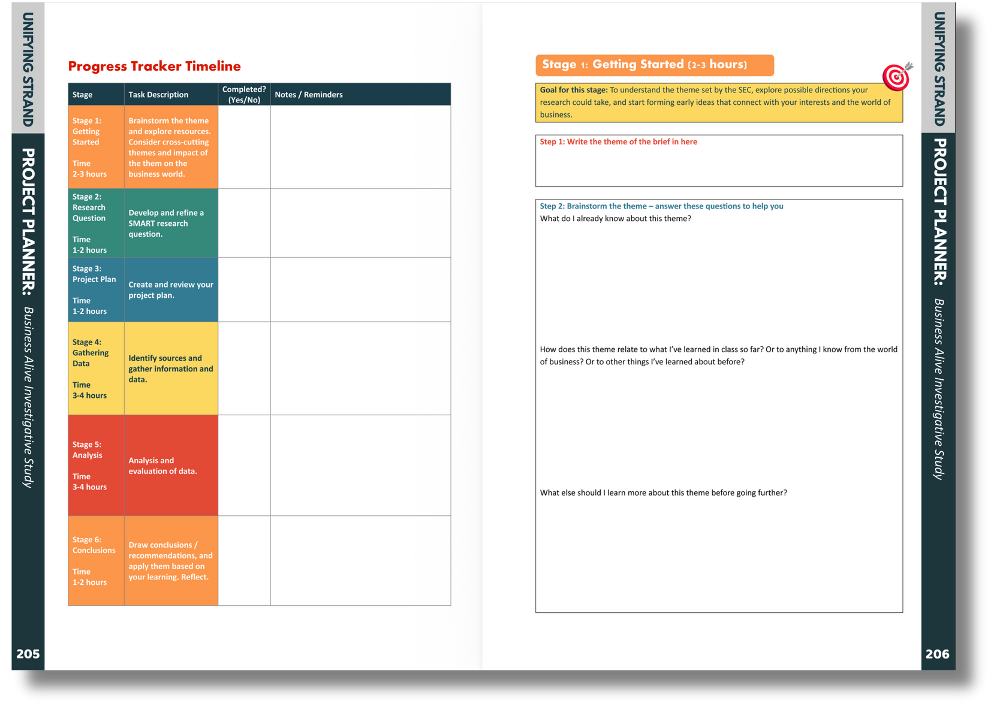 UNIFYING STRAND
PROJECT PLANNER: Business Alive Investigative Study
205
Progress Tracker Timeline
Stage
Task Description
Completed?
(Yes/No)
Notes / Reminders
Stage 1:
Getting
Started
Time
2-3 hours
Brainstorm the theme
and explore resources.
Consider cross-cutting
themes and impact of
the them on the
business world.
Stage 2:
Research
Question
Time
1-2 hours
Develop and refine a
SMART research
question.
Stage 3:
Project Plan
Time
1-2 hours
Create and review your
project plan.
Stage 4:
Gathering
Data
Time
3-4 hours
Identify sources and
gather information and
data.
Stage 5:
Analysis
Time
3-4 hours
Analysis and
evaluation of data.
Stage 6:
Conclusions
Time
1-2 hours
Draw conclusions /
recommendations, and
apply them based on
your learning. Reflect.
Stage 1: Getting Started (2-3 hours)
Goal for this stage: To understand the theme set by the SEC, explore possible directions your
research could take, and start forming early ideas that connect with your interests and the world of
business.
Step 1: Write the theme of the brief in here
Step 2: Brainstorm the theme – answer these questions to help you
What do I already know about this theme?
How does this theme relate to what I've learned in class so far? Or to anything I know from the world
of business? Or to other things I've learned about before?
What else should I learn more about this theme before going further?
UNIFYING STRAND
PROJECT PLANNER: Business Alive Investigative Study
206